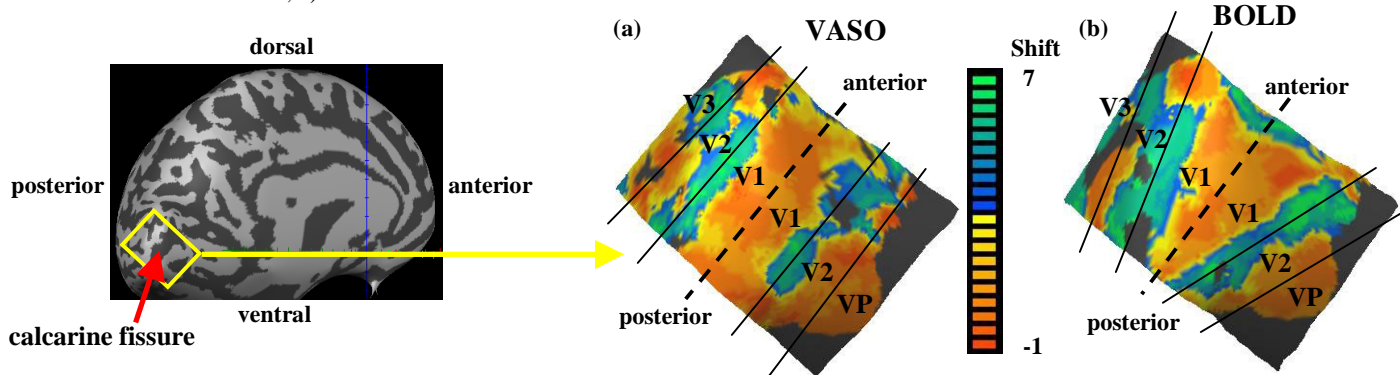 dorsal
posterior
anterior
ventral
calcarine fissure
(a)
VASO
anterior
V3
V2
V1
V1
V2
VP
posterior
Shift
7
-1
(b)
BOLD
anterior
V3
V2
V1
V1
V2
VP
posterior